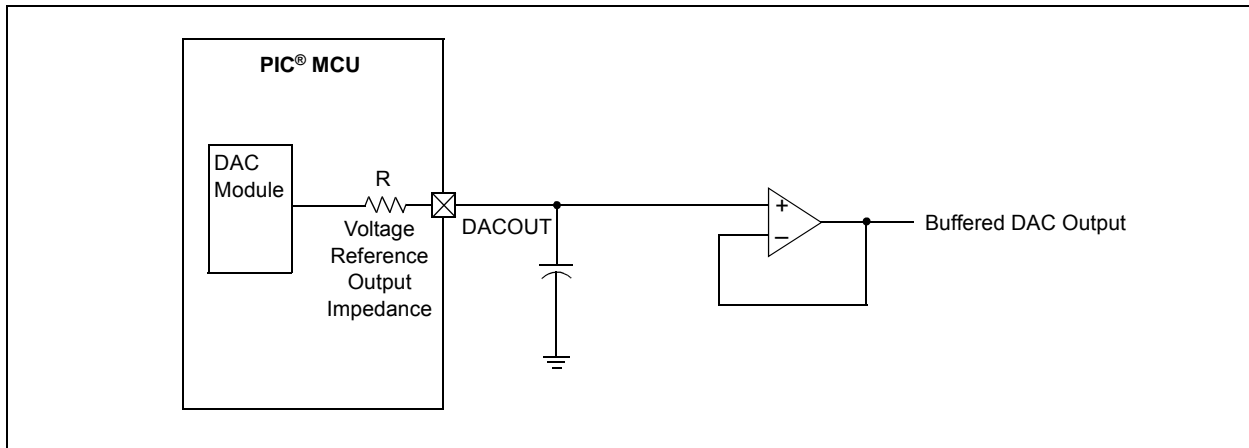 PIC® MCU
DAC
Module
R
Voltage
Reference
Output
Impedance
DACOUT
+
–
Buffered DAC Output